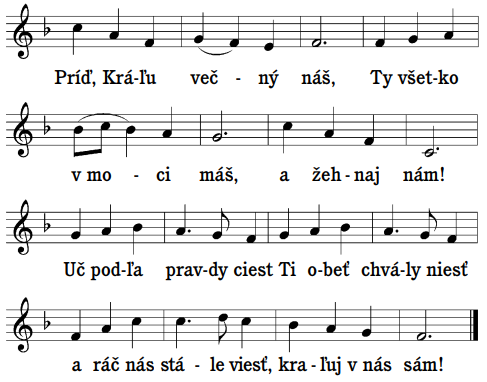 Príď, Krá-ľu več - ný náš, Ty všet-ko
v mo - ci máš, a žeh - naj nám!
Uč pod-ľa prav-dy ciest Ti o-beť chvá-ly niesť
a ráč nás stá - le viesť, kra-ľuj v nás sám!